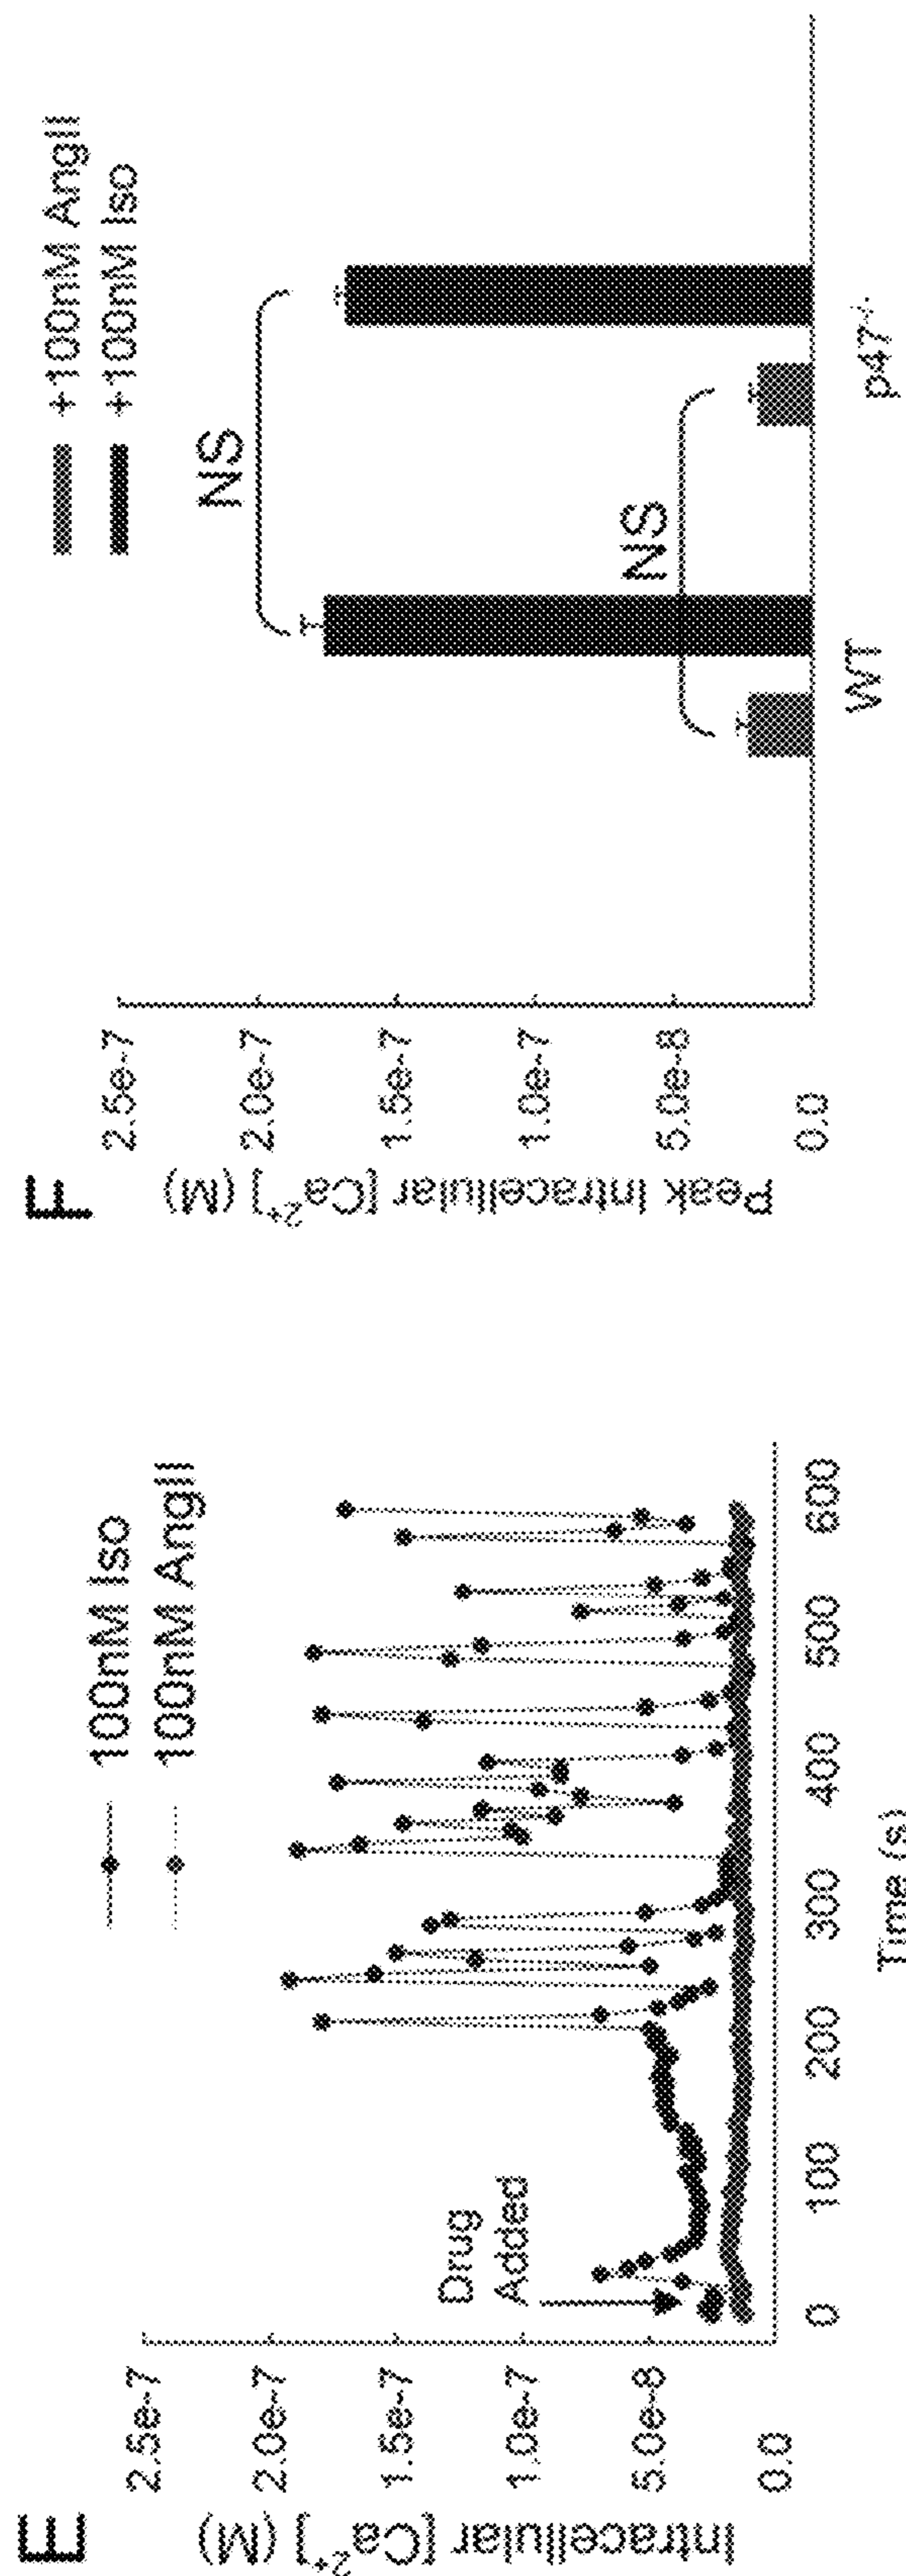 E
Intracellular [Ca2+] (M)
2.5e-7
2.0e-7
1.5e-7
1.0e-7
5.0e-8
0.0
100nM Iso
100nM AngII
Drug
Added
0 100 200 300 400 500 600
Time (s)
F
Peak Intracellular [Ca2+] (M)
2.5e-7
2.0e-7
1.5e-7
1.0e-7
5.0e-8
0.0
+100nM AngII
+100nM Iso
NS
NS
WT p47-/-